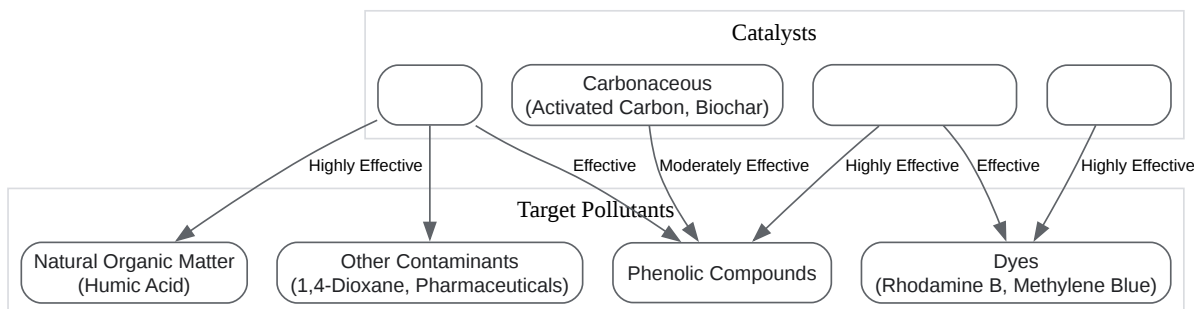 Catalysts
Carbonaceous
(Activated Carbon, Biochar)
Highly Effective
Effective
Moderately Effective
Highly Effective
Effective
Highly Effective
Target Pollutants
Natural Organic Matter
(Humic Acid)
Other Contaminants
(1,4-Dioxane, Pharmaceuticals)
Phenolic Compounds
Dyes
(Rhodamine B, Methylene Blue)